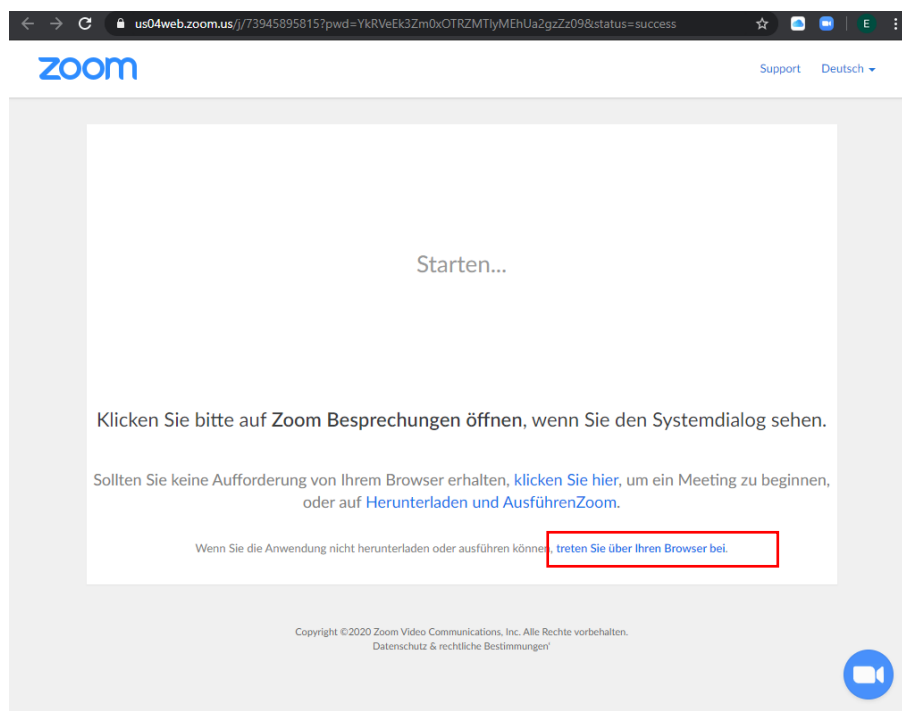 us04web.zoom.us/j/73945895815?pwd=YkRVeEk3Zm0xOTRZMTlyMEhUa2gzZz09&status=success
E
zoom
Support Deutsch
Starten...
Klicken Sie bitte auf Zoom Besprechungen öffnen, wenn Sie den Systemdialog sehen.
Sollten Sie keine Aufforderung von Ihrem Browser erhalten, klicken Sie hier, um ein Meeting zu beginnen,
oder auf Herunterladen und AusführenZoom.
Wenn Sie die Anwendung nicht herunterladen oder ausführen können, treten Sie über Ihren Browser bei.
Copyright ©2020 Zoom Video Communications, Inc. Alle Rechte vorbehalten.
Datenschutz & rechtliche Bestimmungen'